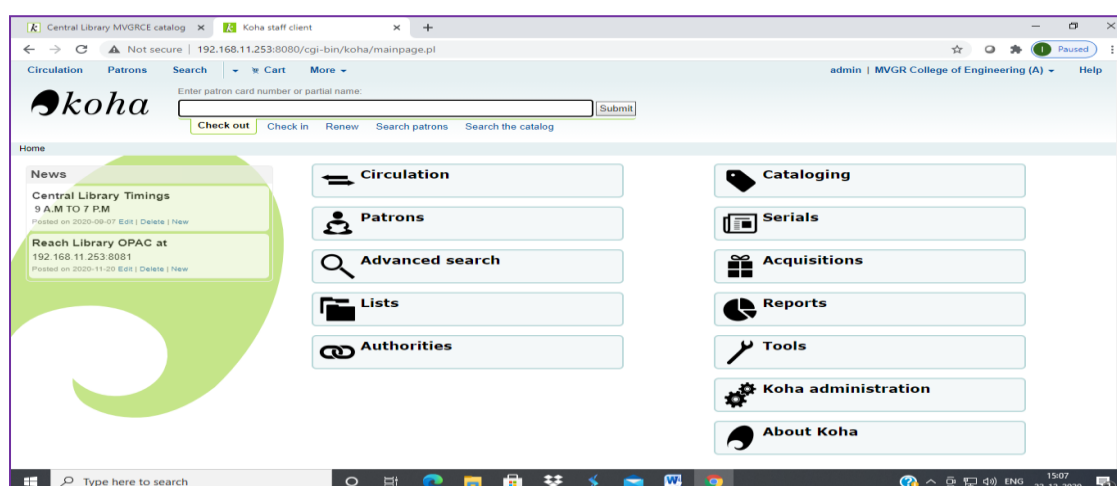 Central Library MVGRCE catalog
Koha staff client
Not secure | 192.168.11.253:8080/cgi-bin/koha/mainpage.pl
Paused
Circulation Patrons Search Cart More admin | MVGR College of Engineering (A) Help
koha
Enter patron card number or partial name:
Submit
Check out Check in Renew Search patrons Search the catalog
Home
News
Central Library Timings
9 A.M TO 7 P.M
Posted on 2020-09-07 Edit | Delete | New
Reach Library OPAC at
192.168.11.253:8081
Posted on 2020-11-20 Edit | Delete | New
Circulation
Patrons
Advanced search
Lists
Authorities
Cataloging
Serials
Acquisitions
Reports
Tools
Koha administration
About Koha
Type here to search
ENG
15:07